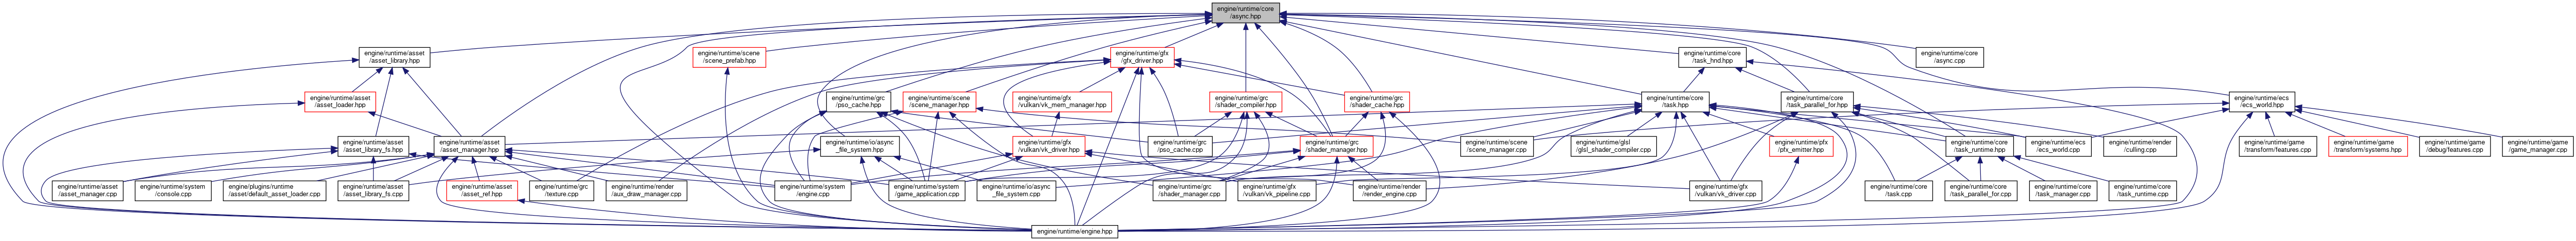 engine/runtime/core
/async.hpp
engine/runtime/asset
/asset_library.hpp
engine/runtime/scene
/scene_prefab.hpp
engine/runtime/gfx
/gfx_driver.hpp
engine/runtime/core
/task_hnd.hpp
engine/runtime/core
/async.cpp
engine/runtime/asset
/asset_loader.hpp
engine/runtime/grc
/pso_cache.hpp
engine/runtime/scene
/scene_manager.hpp
engine/runtime/gfx
/vulkan/vk_mem_manager.hpp
engine/runtime/grc
/shader_compiler.hpp
engine/runtime/grc
/shader_cache.hpp
engine/runtime/core
/task.hpp
engine/runtime/core
/task_parallel_for.hpp
engine/runtime/ecs
/ecs_world.hpp
engine/runtime/asset
/asset_library_fs.hpp
engine/runtime/asset
/asset_manager.hpp
engine/runtime/io/async
_file_system.hpp
engine/runtime/gfx
/vulkan/vk_driver.hpp
engine/runtime/grc
/pso_cache.cpp
engine/runtime/grc
/shader_manager.hpp
engine/runtime/scene
/scene_manager.cpp
engine/runtime/glsl
/glsl_shader_compiler.cpp
engine/runtime/pfx
/pfx_emitter.hpp
engine/runtime/core
/task_runtime.hpp
engine/runtime/ecs
/ecs_world.cpp
engine/runtime/render
/culling.cpp
engine/runtime/game
/transform/features.cpp
engine/runtime/game
/transform/systems.hpp
engine/runtime/game
/debug/features.cpp
engine/runtime/game
/game_manager.cpp
engine/runtime/asset
/asset_manager.cpp
engine/runtime/system
/console.cpp
engine/plugins/runtime
/asset/default_asset_loader.cpp
engine/runtime/asset
/asset_library_fs.cpp
engine/runtime/asset
/asset_ref.hpp
engine/runtime/grc
/texture.cpp
engine/runtime/render
/aux_draw_manager.cpp
engine/runtime/system
/engine.cpp
engine/runtime/system
/game_application.cpp
engine/runtime/io/async
_file_system.cpp
engine/runtime/grc
/shader_manager.cpp
engine/runtime/gfx
/vulkan/vk_pipeline.cpp
engine/runtime/render
/render_engine.cpp
engine/runtime/gfx
/vulkan/vk_driver.cpp
engine/runtime/core
/task.cpp
engine/runtime/core
/task_parallel_for.cpp
engine/runtime/core
/task_manager.cpp
engine/runtime/core
/task_runtime.cpp
engine/runtime/engine.hpp